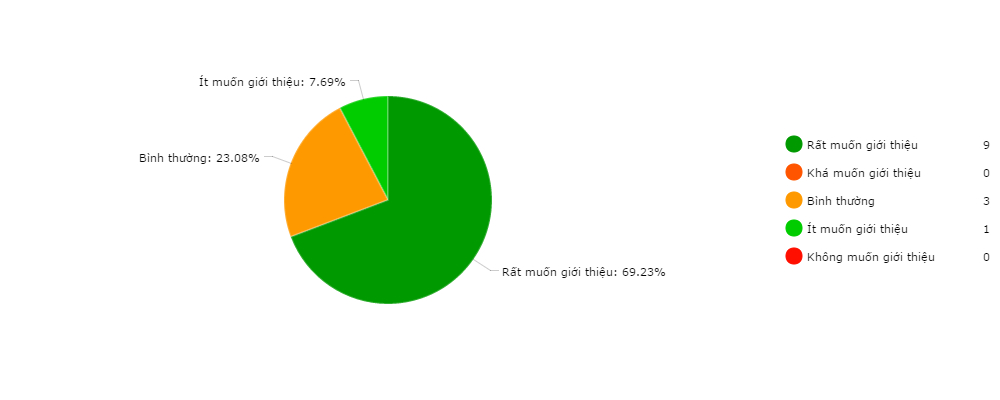 Ít muốn giới thiệu: 7.69%
Bình thường: 23.08%
Rất muốn giới thiệu: 69.23%
Rất muốn giới thiệu 9
Khá muốn giới thiệu 0
Bình thường 3
Ít muốn giới thiệu 1
Không muốn giới thiệu 0